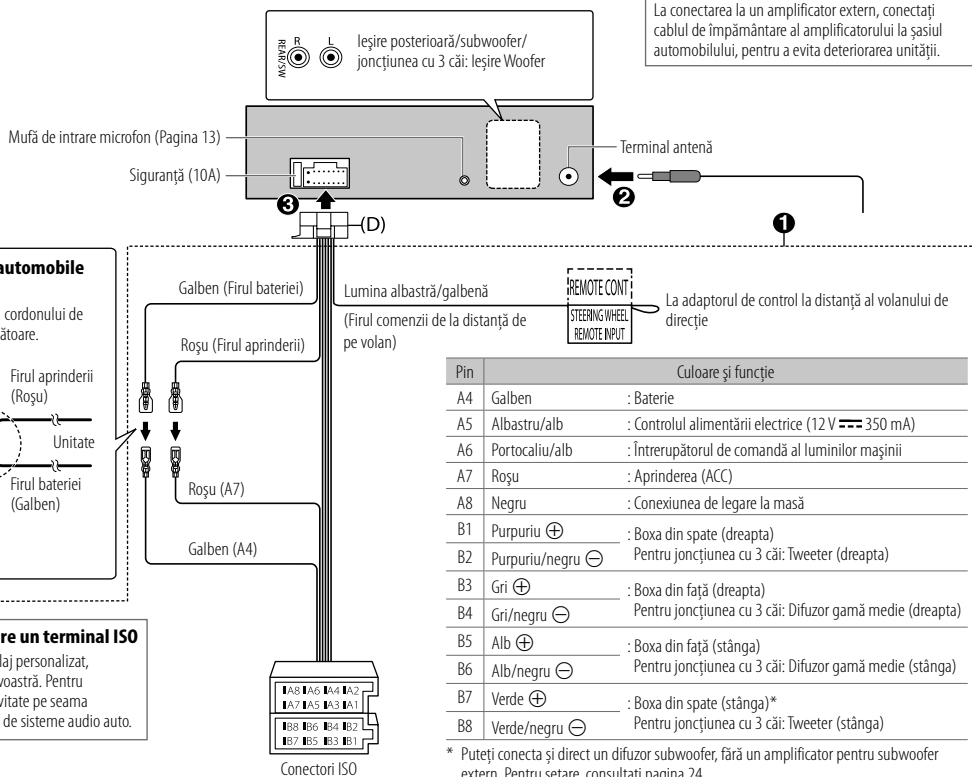 La conectarea la un amplificator extern, conectați
cablul de împământare al amplificatorului la șasiul
automobilului, pentru a evita deteriorarea unității.
REAR/SW
R
L
Ieșire posterioară/subwoofer/
joncțiunea cu 3 căi: Ieșire Woofer
Mufă de intrare microfon (Pagina 13)
Siguranță (10A)
Terminal antenă
❷
❸
❶
(D)
automobile
cordonului de
ătoare.
Firul aprinderii
(Roșu)
Unitate
Firul bateriei
(Galben)
Galben (Firul bateriei)
Roșu (Firul aprinderii)
Lumina albastră/galbenă
(Firul comenzii de la distanță de
pe volan)
REMOTE CONT
STEERING WHEEL
REMOTE INPUT
La adaptorul de control la distanță al volanului de
direcție
Roșu (A7)
Galben (A4)
Pin Culoare și funcție
A4 Galben : Baterie
A5 Albastru/alb : Controlul alimentării electrice (12 V ⎓ 350 mA)
A6 Portocaliu/alb : Întrerupătorul de comandă al luminilor mașinii
A7 Roșu : Aprinderea (ACC)
A8 Negru : Conexiunea de legare la masă
B1 Purpuriu ⊕ : Boxa din spate (dreapta)
B2 Purpuriu/negru ⊖ Pentru joncțiunea cu 3 căi: Tweeter (dreapta)
B3 Gri ⊕ : Boxa din față (dreapta)
B4 Gri/negru ⊖ Pentru joncțiunea cu 3 căi: Difuzor gamă medie (dreapta)
B5 Alb ⊕ : Boxa din față (stânga)
B6 Alb/negru ⊖ Pentru joncțiunea cu 3 căi: Difuzor gamă medie (stânga)
B7 Verde ⊕ : Boxa din spate (stânga)*
B8 Verde/negru ⊖ Pentru joncțiunea cu 3 căi: Tweeter (stânga)
* Puteți conecta și direct un difuzor subwoofer, fără un amplificator pentru subwoofer
extern. Pentru setare, consultați pagina 24.
re un terminal ISO
laj personalizat,
voastră. Pentru
vitate pe seama
de sisteme audio auto.
A8 A6 A4 A2
A7 A5 A3 A1
B8 B6 B4 B2
B7 B5 B3 B1
Conectori ISO